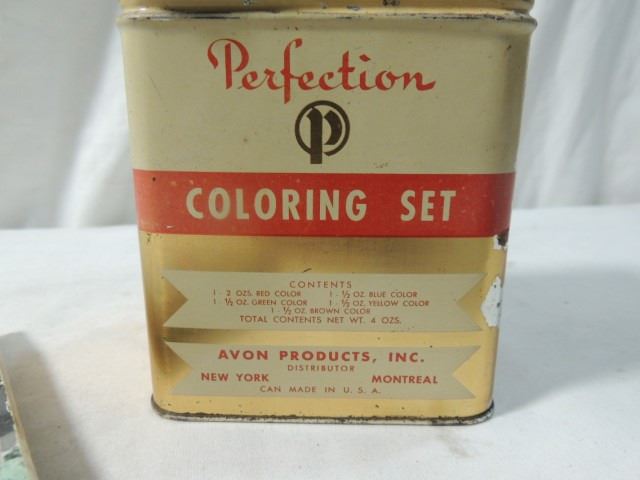 Perfection
P
COLORING SET
CONTENTS
1 - 2 OZS. RED COLOR 1 - ½ OZ. BLUE COLOR
1 - ½ OZ. GREEN COLOR 1 - ½ OZ. YELLOW COLOR
1 - ½ OZ. BROWN COLOR
TOTAL CONTENTS NET WT. 4 OZS.
AVON PRODUCTS, INC.
DISTRIBUTOR
NEW YORK MONTREAL
CAN MADE IN U. S. A.